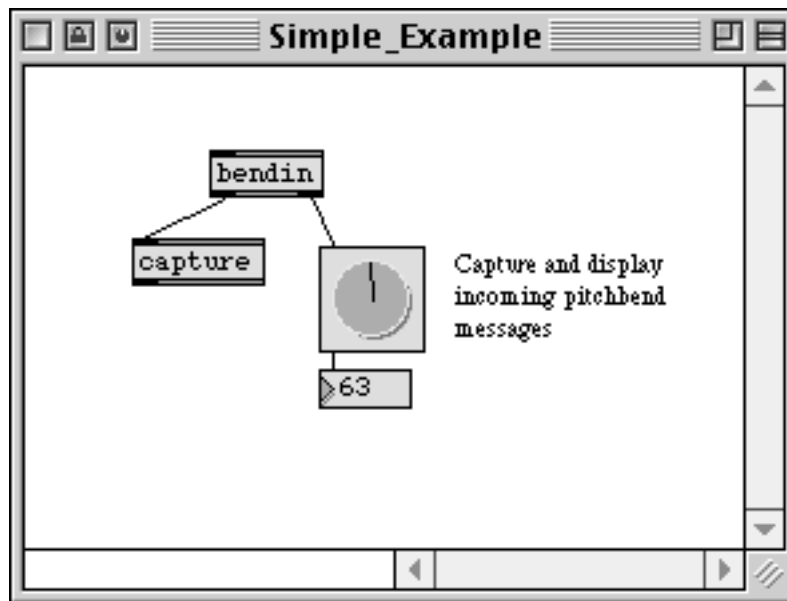 Simple_Example
bendin
capture
Capture and display
incoming pitchbend
messages
63